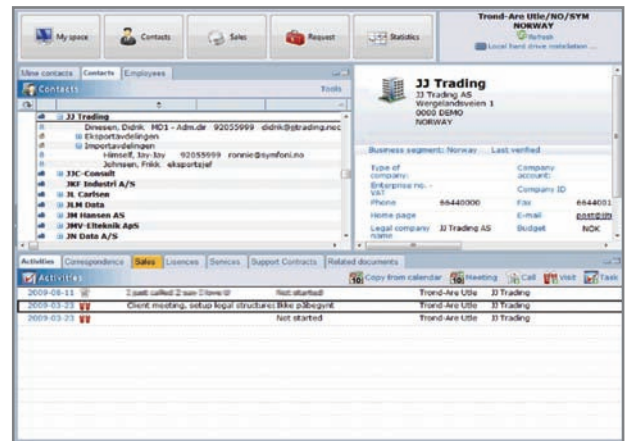 My space Contacts Sales Request Statistics
Trond-Are Utle/NO/SYM
NORWAY
Refresh
Local hard drive installation ...
Mine contacts Contacts Employees
Contacts Tools
JJ Trading
Dinesen, Didrik MD1 - Adm.dir 92055999
Eksportavdelingen
Importavdelingen
Himself, Jay-Jay 92055999 ronnie@symfoni.no
Johnsen, Frikk eksportsjef
JJC-Consult
JKF Industri A/S
JL Carlsen
JLM Data
JM Hansen AS
JMV-Elteknik ApS
JN Data A/S
JJ Trading
JJ Trading AS
Wergelandsveien 1
0000 DEMO
NORWAY
Business segment: Norway Last verified
Type of company: Company account:
Enterprise no. - VAT Company ID
Phone 66440000 Fax 6644001
Home page E-mail
Legal company name JJ Trading AS Budget NOK
Activities Correspondence Sales Lisences Services Support Contracts Related documents
Activities Copy from calendar Meeting Call Visit Task
2009-08-11 Not started Trond-Are Utle JJ Trading
2009-03-23 Client meeting, setup legal structures Ikke påbegynt Trond-Are Utle JJ Trading
2009-03-23 Not started Trond-Are Utle JJ Trading